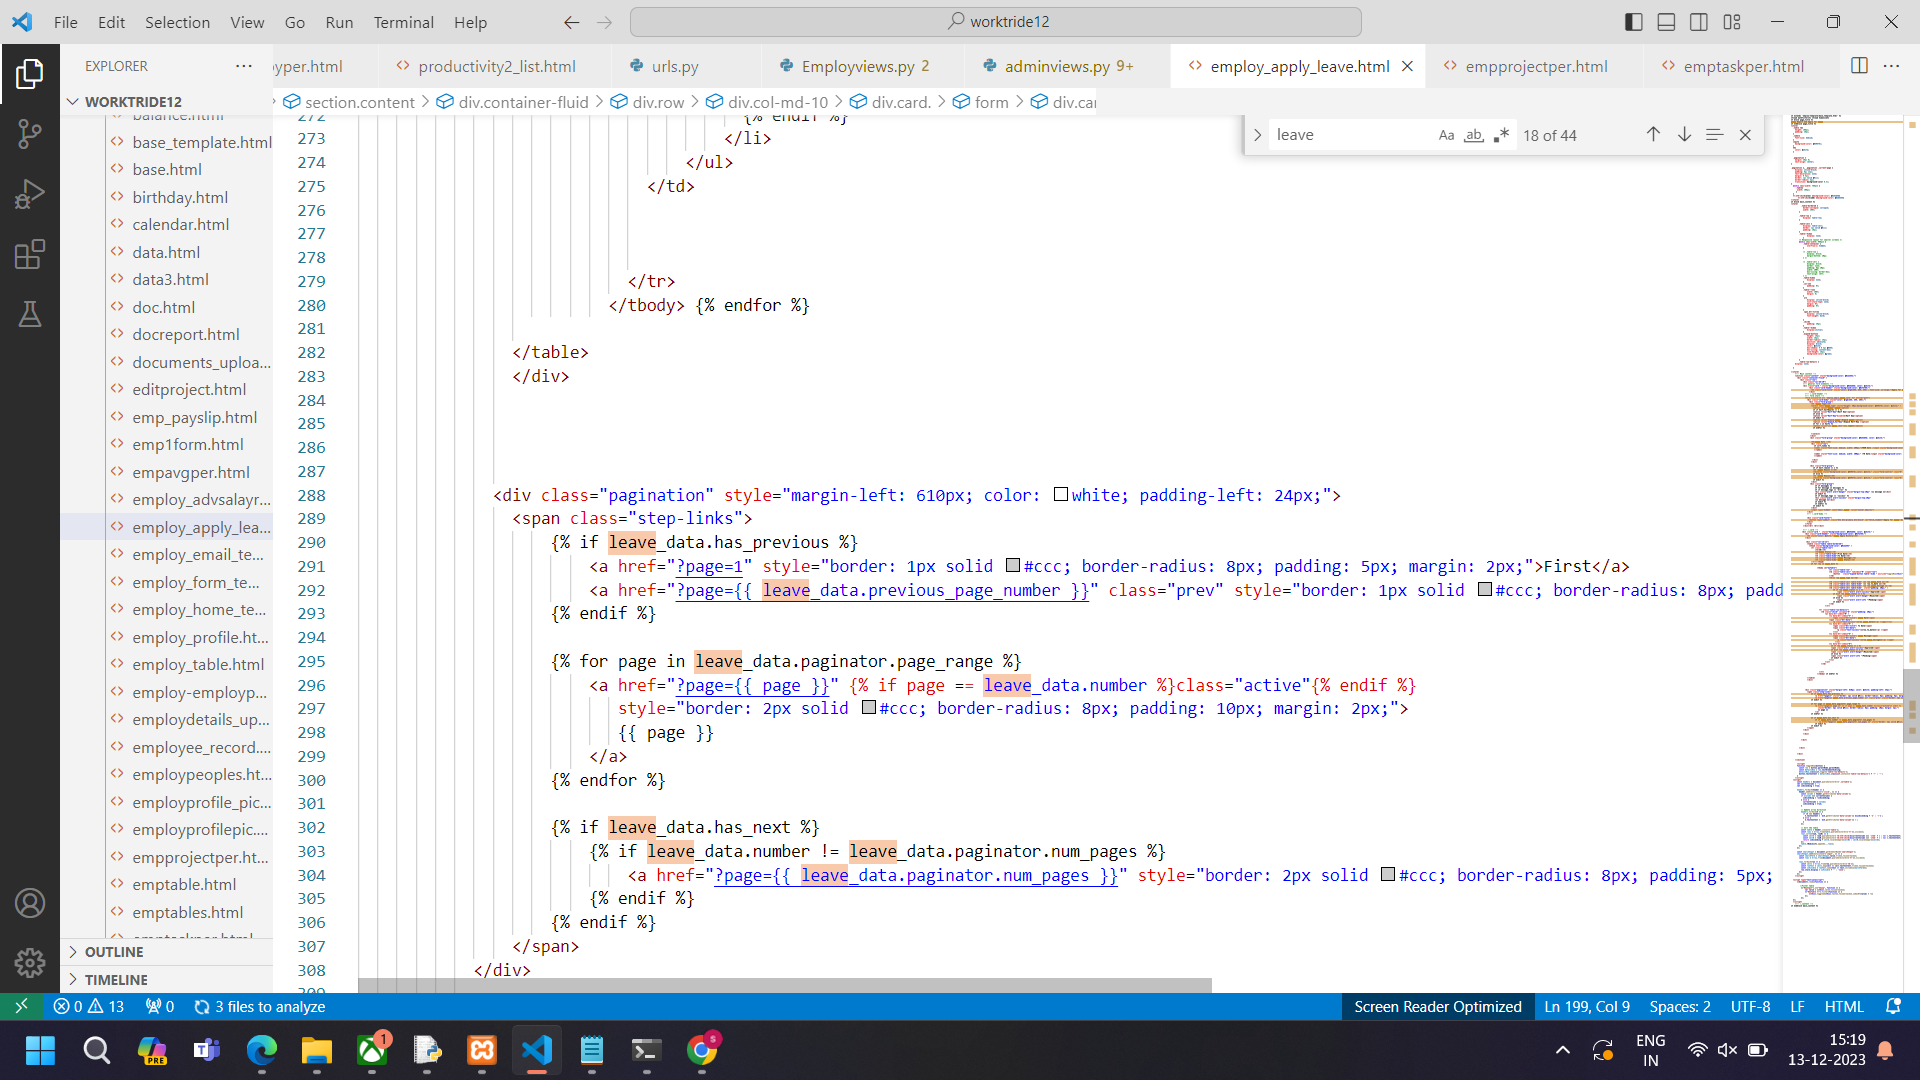 File Edit Selection View Go Run Terminal Help
worktride12
EXPLORER
yper.html
productivity2_list.html
urls.py
Employviews.py 2
adminviews.py 9+
employ_apply_leave.html
empprojectper.html
emptaskper.html
WORKTRIDE12
section.content > div.container-fluid > div.row > div.col-md-10 > div.card. > form > div.car
leave
Aa ab 18 of 44
balance.html
base_template.html
base.html
birthday.html
calendar.html
data.html
data3.html
doc.html
docreport.html
documents_uploa...
editproject.html
emp_payslip.html
emp1form.html
empavgper.html
employ_advsalayr...
employ_apply_lea...
employ_email_te...
employ_form_te...
employ_home_te...
employ_profile.ht...
employ_table.html
employ-employp...
employdetails_up...
employee_record....
employpeoples.ht...
employprofile_pic...
employprofilepic....
empprojectper.ht...
emptable.html
emptables.html
emptaskper.html
OUTLINE
TIMELINE
272 {% endif %}
273 </li>
274 </ul>
275 </td>
276
277
278
279 </tr>
280 </tbody> {% endfor %}
281
282 </table>
283 </div>
284
285
286
287
288 <div class="pagination" style="margin-left: 610px; color: white; padding-left: 24px;">
289 <span class="step-links">
290 {% if leave_data.has_previous %}
291 <a href="?page=1" style="border: 1px solid #ccc; border-radius: 8px; padding: 5px; margin: 2px;">First</a>
292 <a href="?page={{ leave_data.previous_page_number }}" class="prev" style="border: 1px solid #ccc; border-radius: 8px; padd
293 {% endif %}
294
295 {% for page in leave_data.paginator.page_range %}
296 <a href="?page={{ page }}" {% if page == leave_data.number %}class="active"{% endif %}
297 style="border: 2px solid #ccc; border-radius: 8px; padding: 10px; margin: 2px;">
298 {{ page }}
299 </a>
300 {% endfor %}
301
302 {% if leave_data.has_next %}
303 {% if leave_data.number != leave_data.paginator.num_pages %}
304 <a href="?page={{ leave_data.paginator.num_pages }}" style="border: 2px solid #ccc; border-radius: 8px; padding: 5px;
305 {% endif %}
306 {% endif %}
307 </span>
308 </div>
309
0 13 0 3 files to analyze
Screen Reader Optimized Ln 199, Col 9 Spaces: 2 UTF-8 LF HTML
PRE
1
S
ENG
IN
15:19
13-12-2023